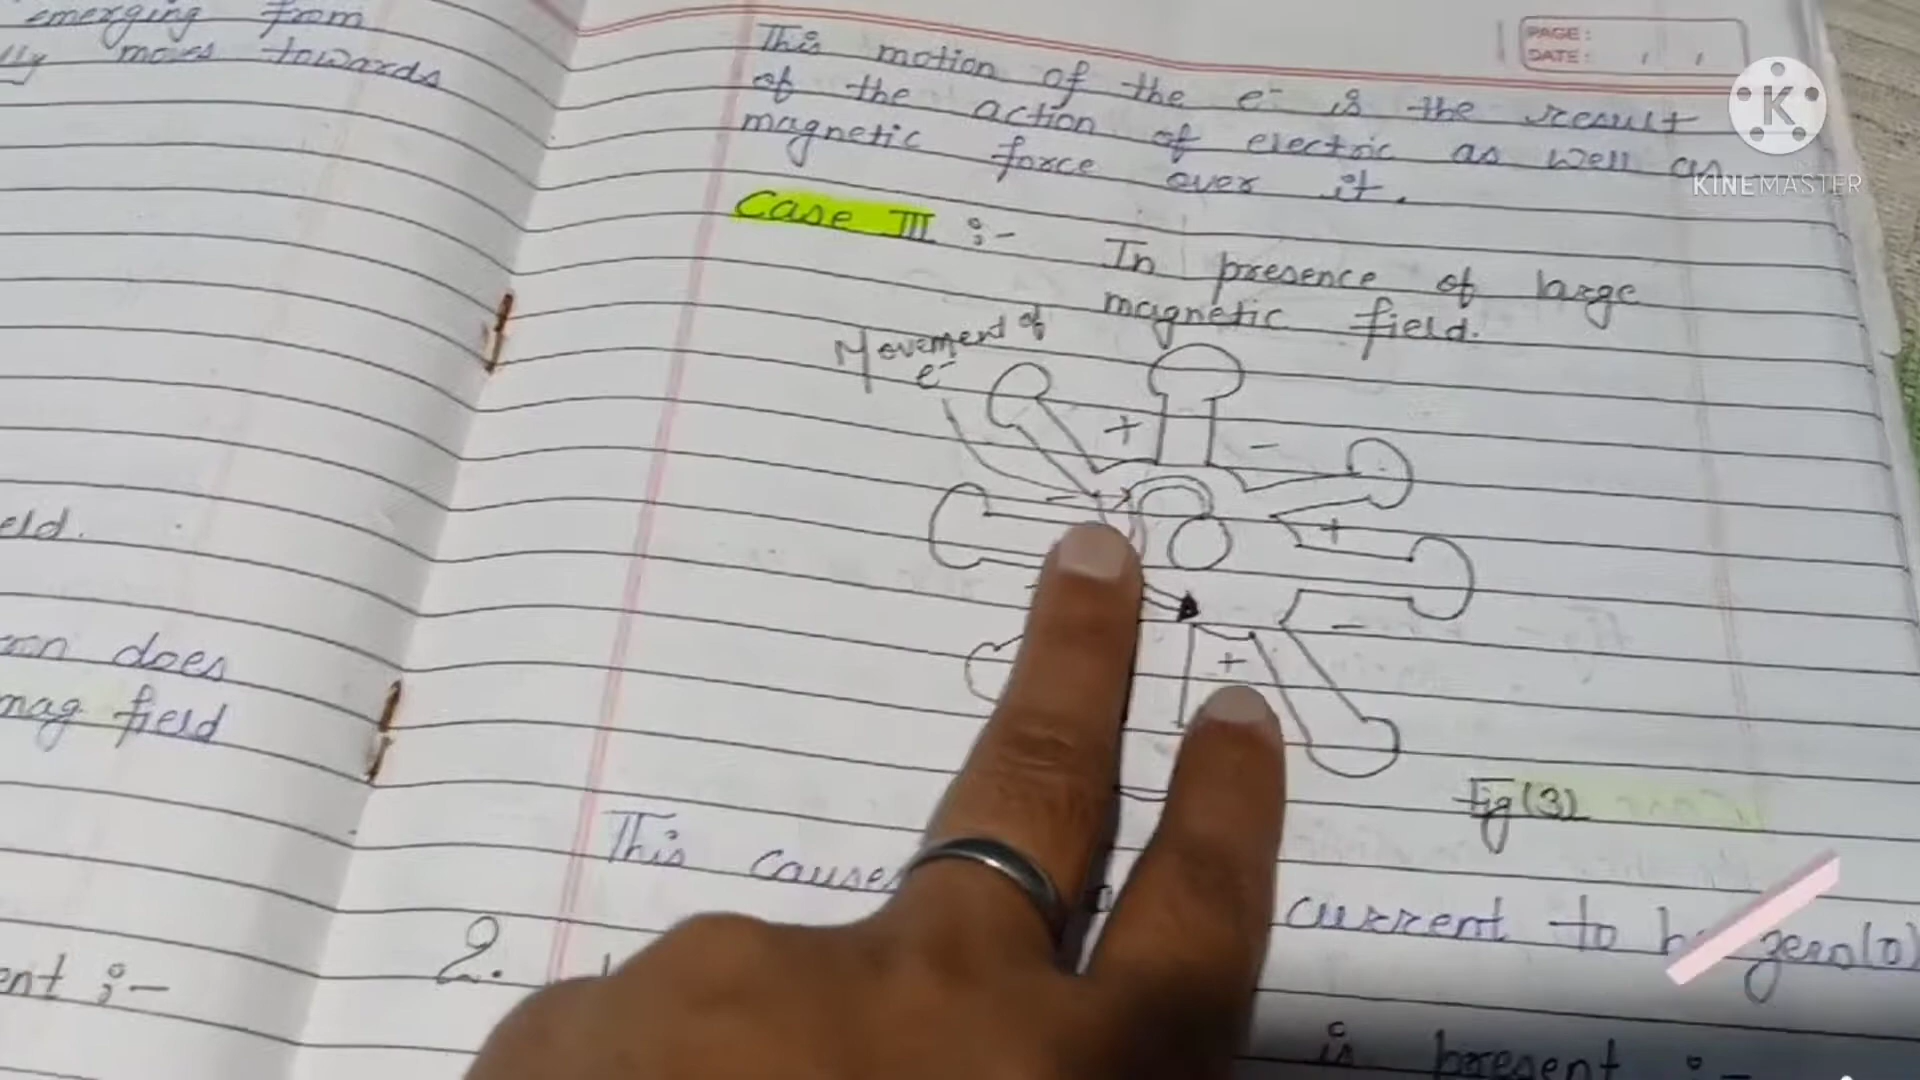 emerging from
lly moves towards
eld.
does
mag field
ent :-
PAGE :
DATE : / /
K
KINEMASTER
This motion of the e⁻ is the result
of the action of electric as well as
magnetic force over it.
Case III :- In presence of large
magnetic field.
Movement of
e⁻
+
-
+
-
+
Fig (3)
This causes current to be zero(0)
2.
is present :-